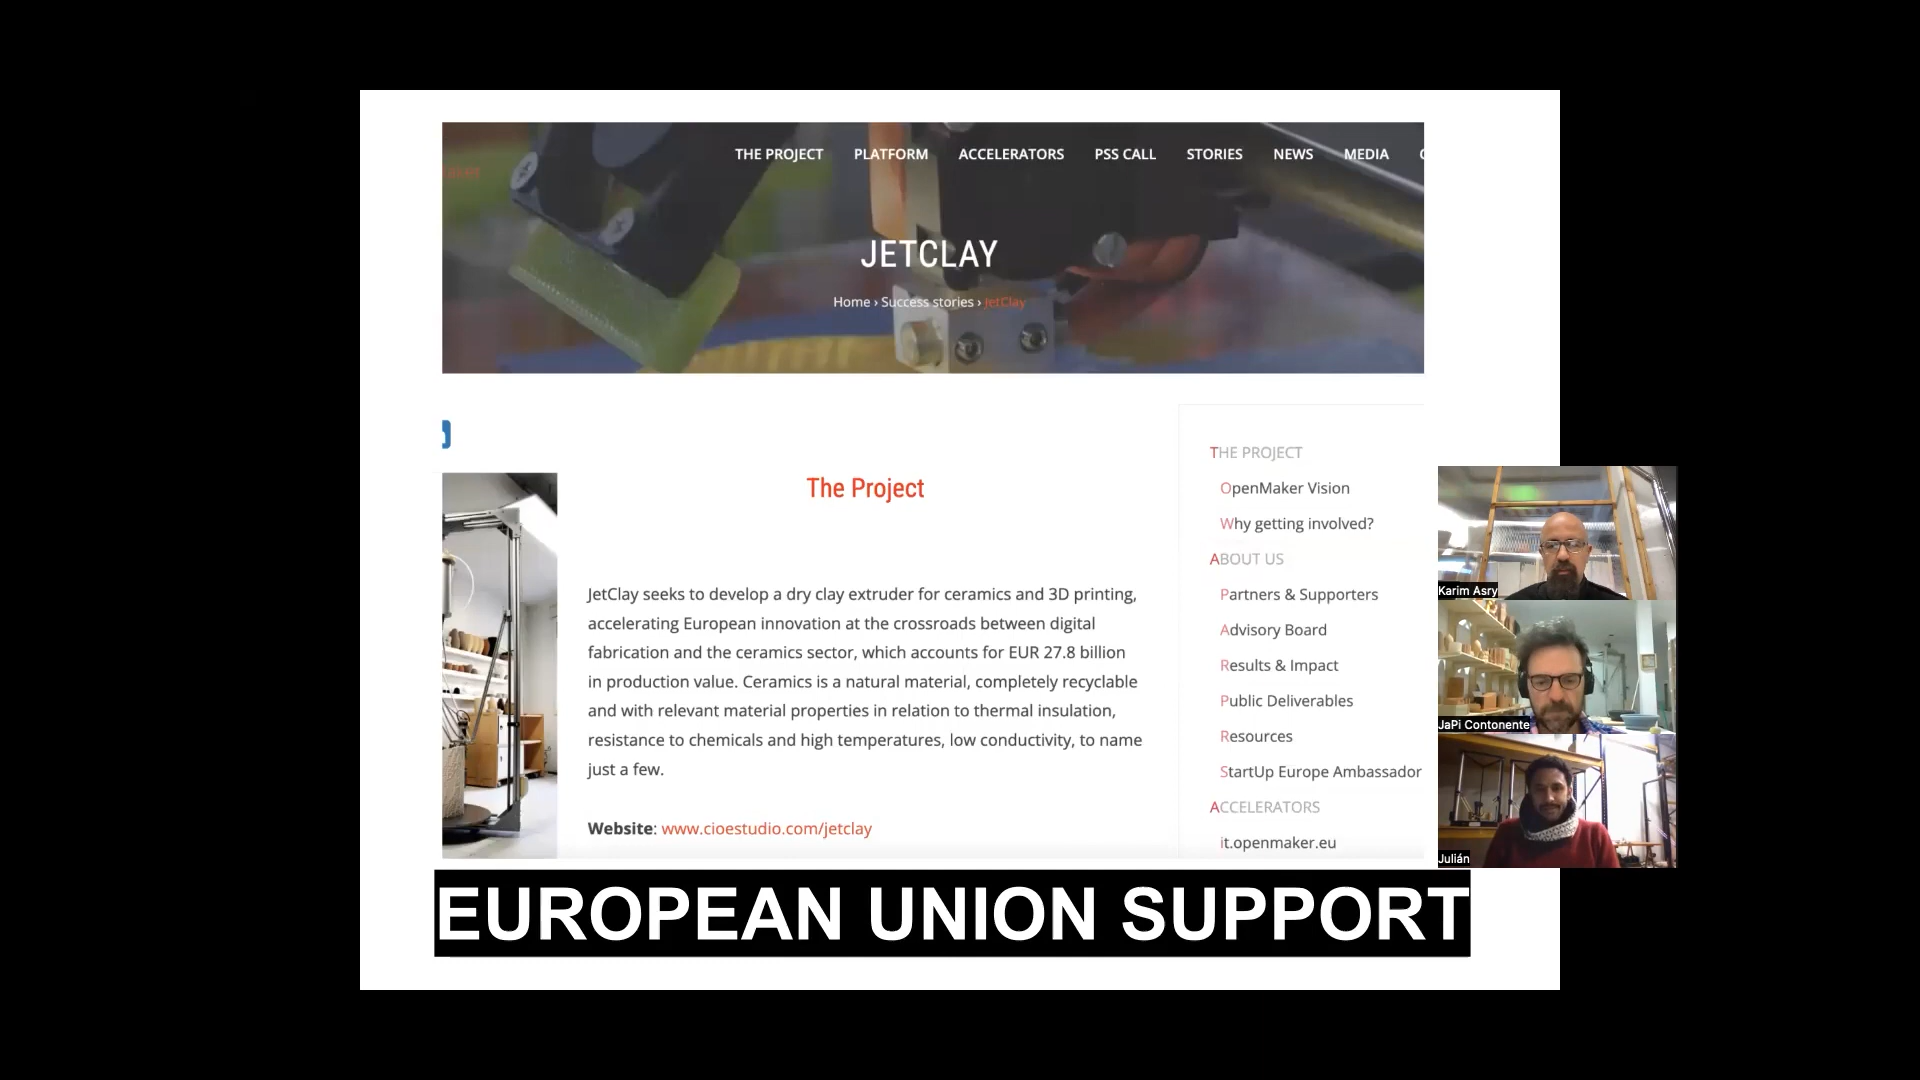 THE PROJECT PLATFORM ACCELERATORS PSS CALL STORIES NEWS MEDIA
JETCLAY
Home › Success stories › JetClay
The Project
JetClay seeks to develop a dry clay extruder for ceramics and 3D printing,
accelerating European innovation at the crossroads between digital
fabrication and the ceramics sector, which accounts for EUR 27.8 billion
in production value. Ceramics is a natural material, completely recyclable
and with relevant material properties in relation to thermal insulation,
resistance to chemicals and high temperatures, low conductivity, to name
just a few.
Website: www.cioestudio.com/jetclay
THE PROJECT
OpenMaker Vision
Why getting involved?
ABOUT US
Partners & Supporters
Advisory Board
Results & Impact
Public Deliverables
Resources
StartUp Europe Ambassador
ACCELERATORS
it.openmaker.eu
Karim Asry
JaPi Contonente
Julián
EUROPEAN UNION SUPPORT